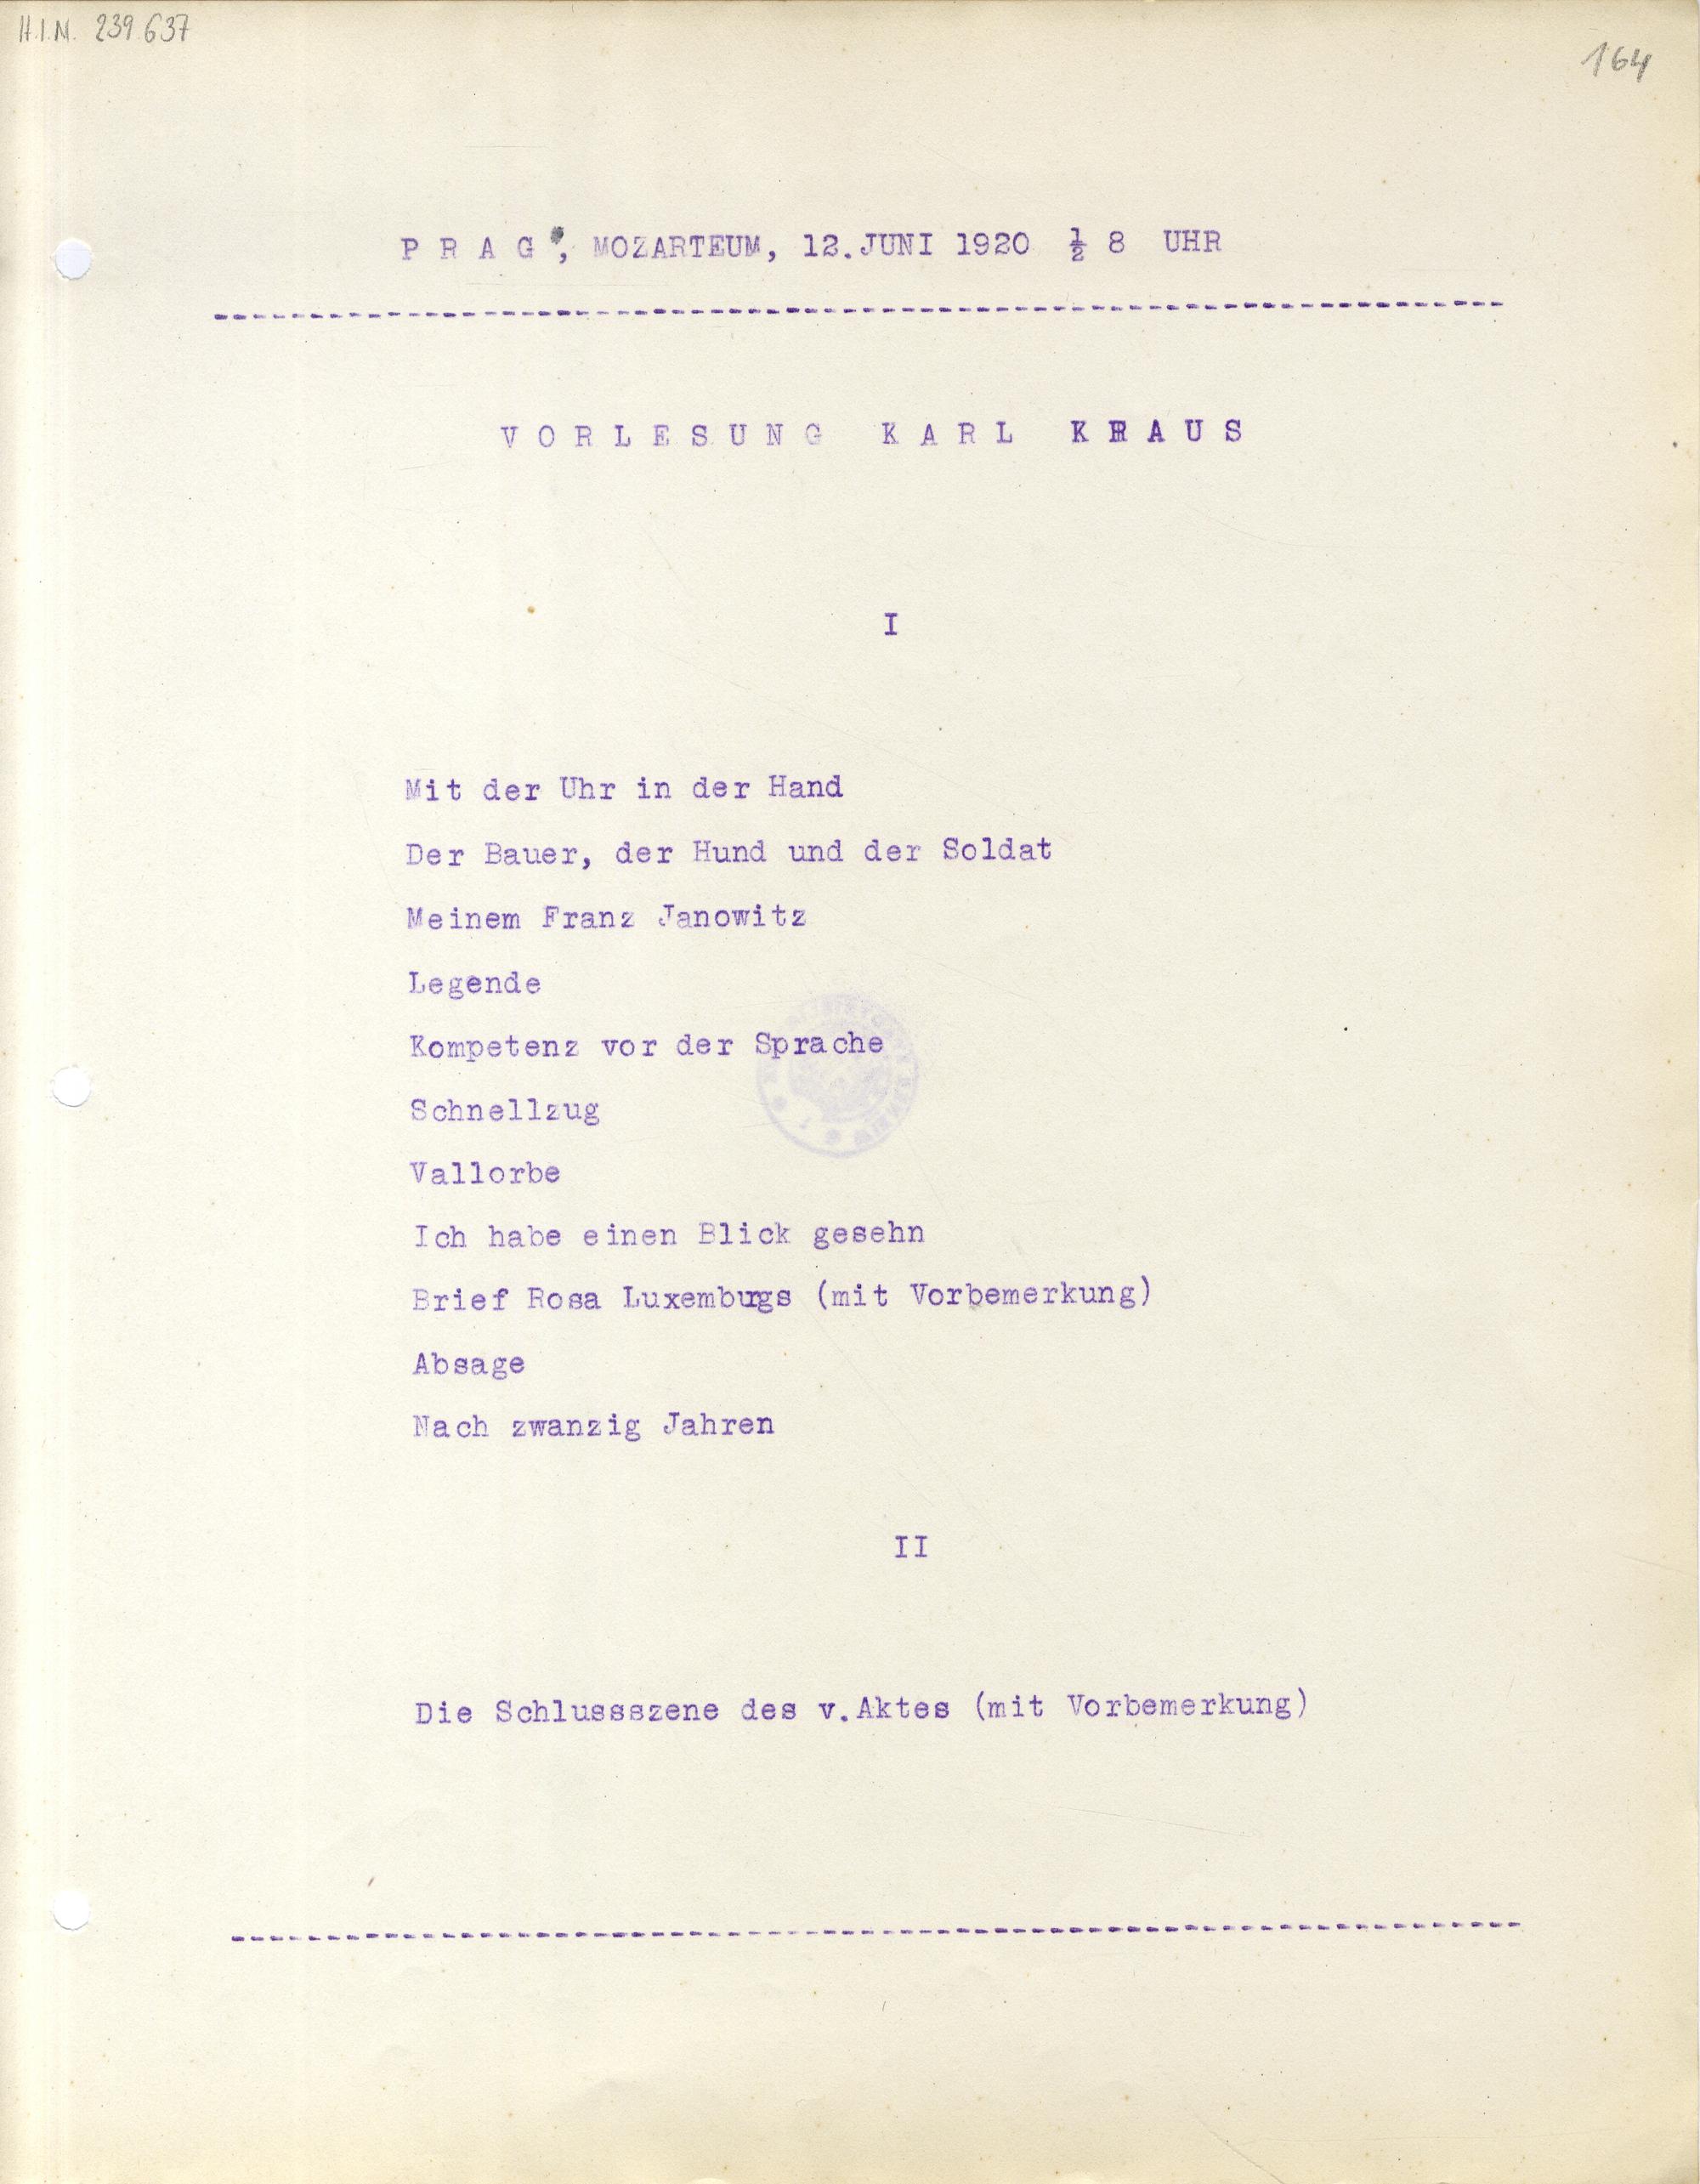 H.I.N. 239.637
164
P R A G , MOZARTEUM, 12.JUNI 1920 ½ 8 UHR
V O R L E S U N G K A R L K R A U S
I
Mit der Uhr in der Hand
Der Bauer, der Hund und der Soldat
Meinem Franz Janowitz
Legende
Kompetenz vor der Sprache
Schnellzug
Vallorbe
Ich habe einen Blick gesehn
Brief Rosa Luxemburgs (mit Vorbemerkung)
Absage
Nach zwanzig Jahren
II
Die Schlussszene des v.Aktes (mit Vorbemerkung)